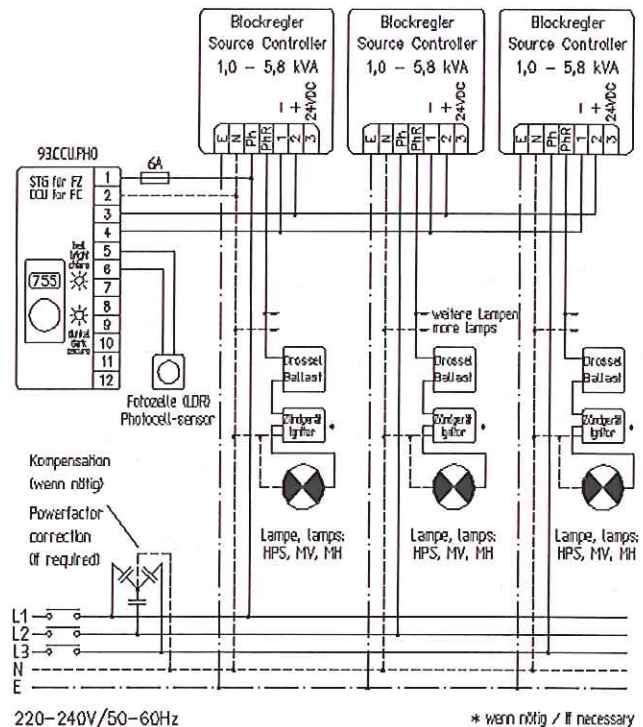 Blockregler
Source Controller
1,0 – 5,8 kVA
– + 24VDC
E N Ph PhR 1 2 3
Blockregler
Source Controller
1,0 – 5,8 kVA
– + 24VDC
E N Ph PhR 1 2 3
Blockregler
Source Controller
1,0 – 5,8 kVA
– + 24VDC
E N Ph PhR 1 2 3
93.CCU.PH0
STG für FZ
CCU for FC
1
2
3
4
5
6
7
8
9
10
11
12
6A
hell
bright
chiaro
755
dunkel
dark
oscuro
Fotozelle (LDR)
Photocell-sensor
weitere Lampen
more lamps
Drossel
Ballast
Drossel
Ballast
Drossel
Ballast
Zündgerät
Ignitor
*
Zündgerät
Ignitor
*
Zündgerät
Ignitor
*
Lampe, lamps:
HPS, MV, MH
Lampe, lamps:
HPS, MV, MH
Lampe, lamps:
HPS, MV, MH
Kompensation
(wenn nötig)
Powerfactor
correction
(if required)
L1
L2
L3
N
E
220-240V/50-60Hz
* wenn nötig / if necessary